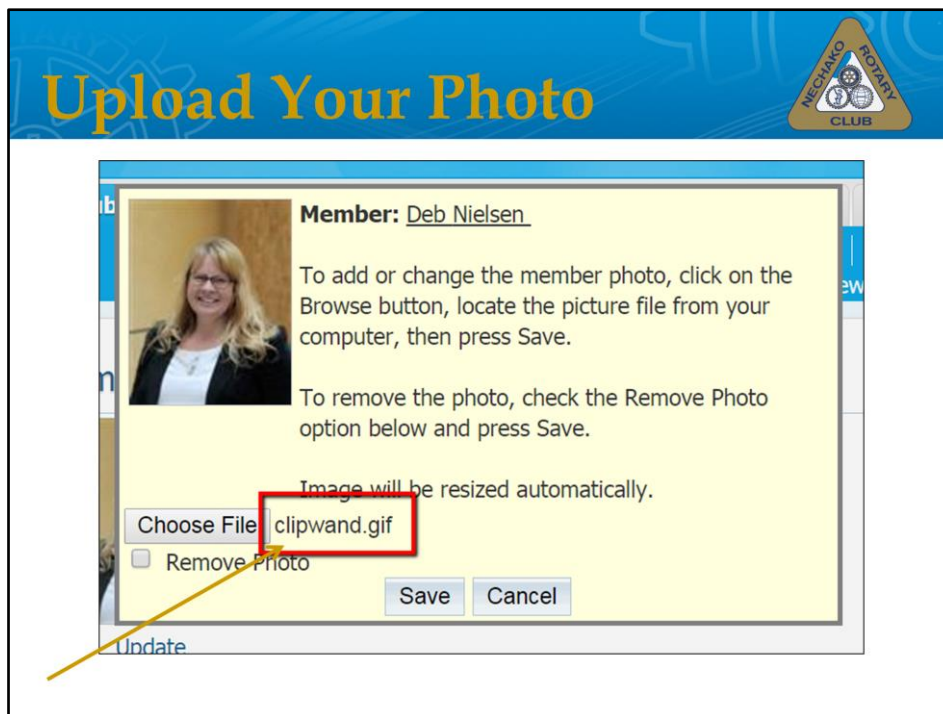 Upload Your Photo
NECHAKO ROTARY CLUB
Member: Deb Nielsen
To add or change the member photo, click on the
Browse button, locate the picture file from your
computer, then press Save.
To remove the photo, check the Remove Photo
option below and press Save.
Image will be resized automatically.
Choose File clipwand.gif
Remove Photo
Save Cancel
Update